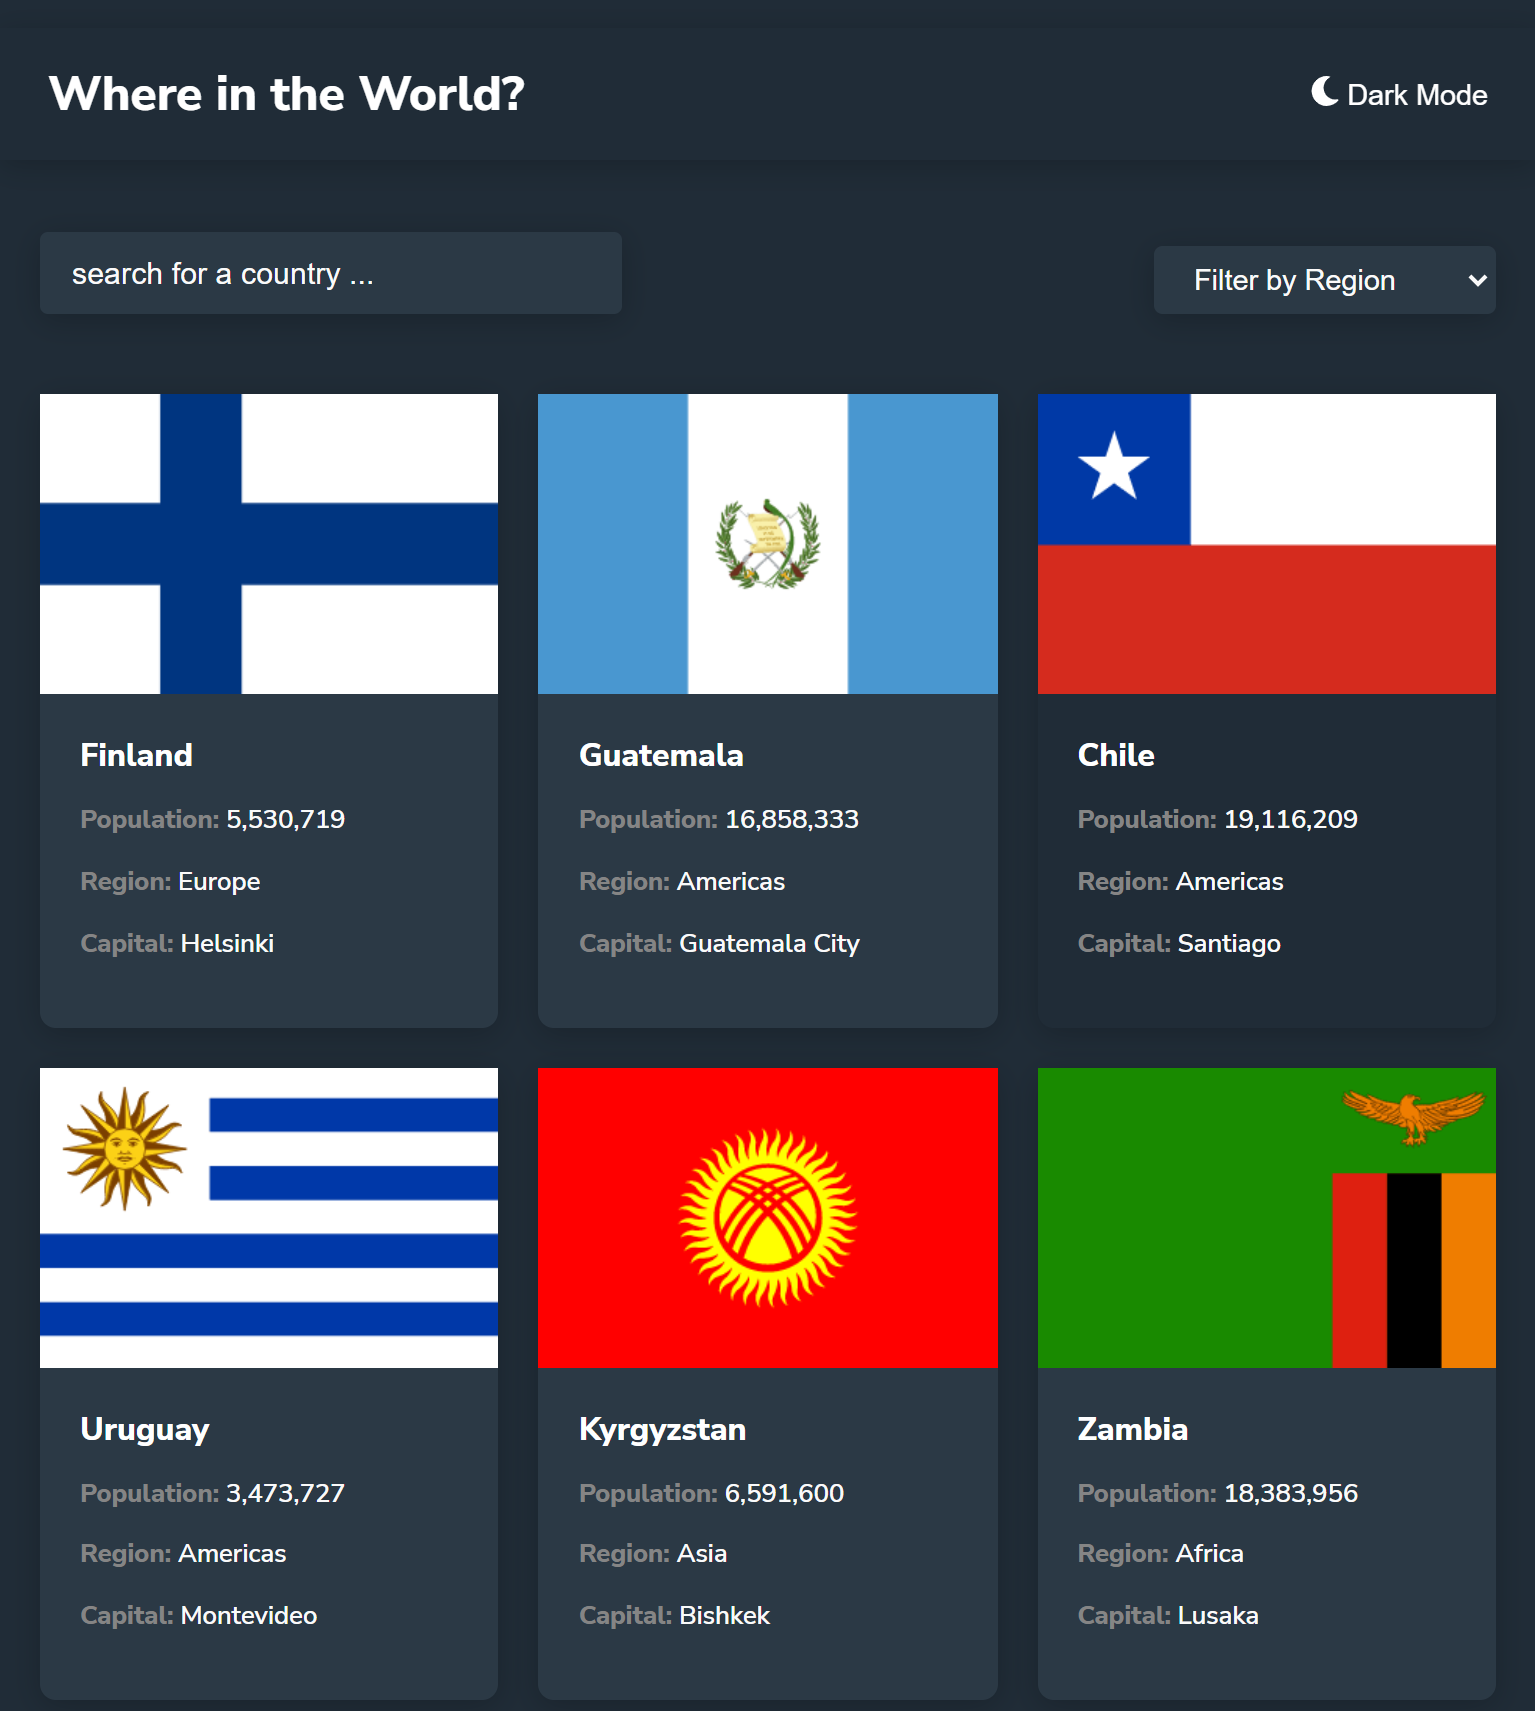 Where in the World?
Dark Mode
search for a country ...
Filter by Region
Finland
Population: 5,530,719
Region: Europe
Capital: Helsinki
Guatemala
Population: 16,858,333
Region: Americas
Capital: Guatemala City
Chile
Population: 19,116,209
Region: Americas
Capital: Santiago
Uruguay
Population: 3,473,727
Region: Americas
Capital: Montevideo
Kyrgyzstan
Population: 6,591,600
Region: Asia
Capital: Bishkek
Zambia
Population: 18,383,956
Region: Africa
Capital: Lusaka